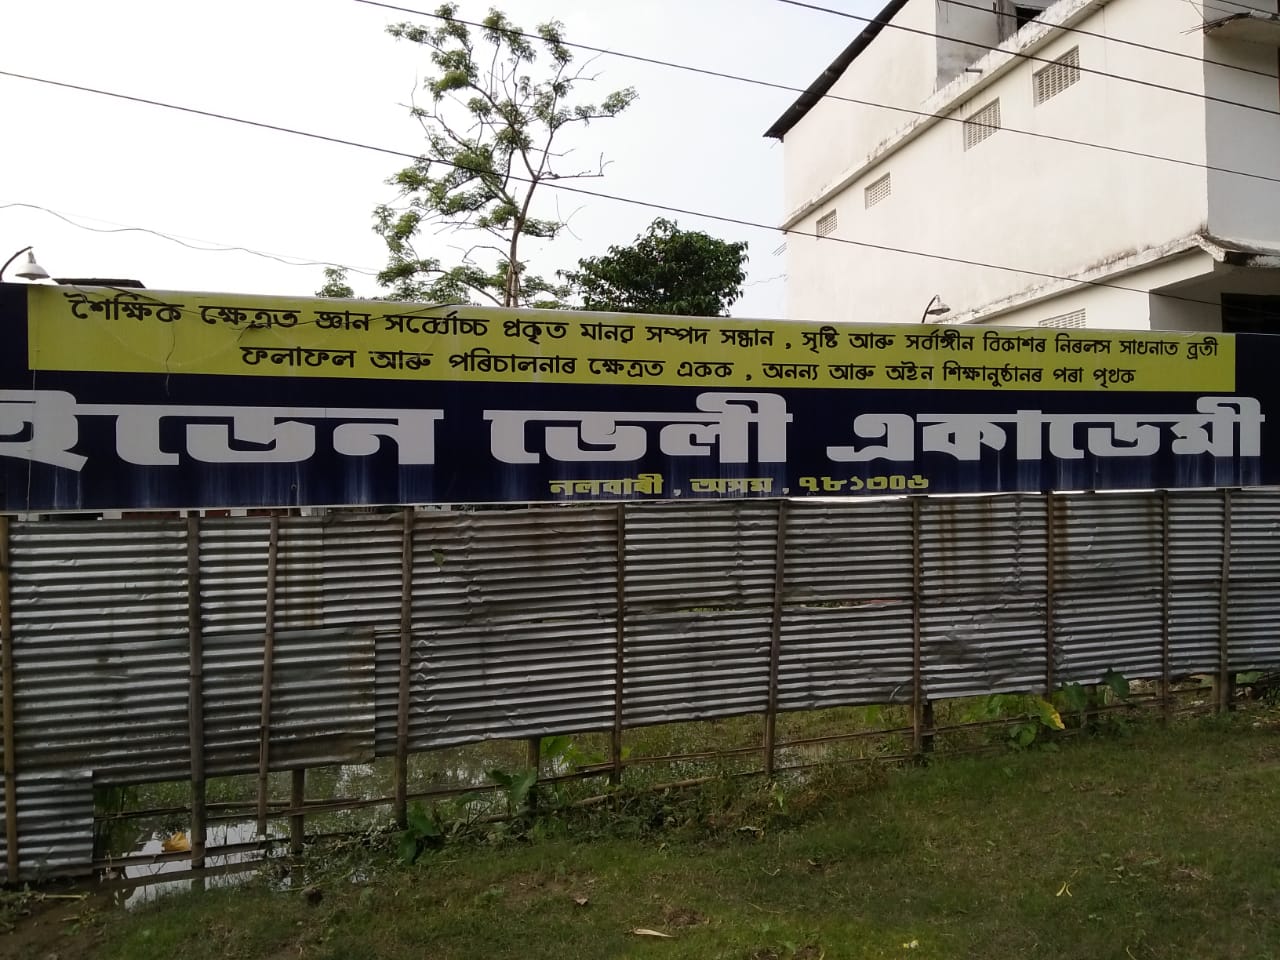 শৈক্ষিক ক্ষেত্ৰত জ্ঞান সৰ্ব্বোচ্চ প্ৰকৃত মানৱ সম্পদ সন্ধান , সৃষ্টি আৰু সৰ্বাঙ্গীন বিকাশৰ নিৰলস সাধনাত ব্ৰতী
ফলাফল আৰু পৰিচালনাৰ ক্ষেত্ৰত একক , অনন্য আৰু অইন শিক্ষানুষ্ঠানৰ পৰা পৃথক
ইডেন ভেলী একাডেমী
নলবাৰী , অসম , ৭৮১৩০৬